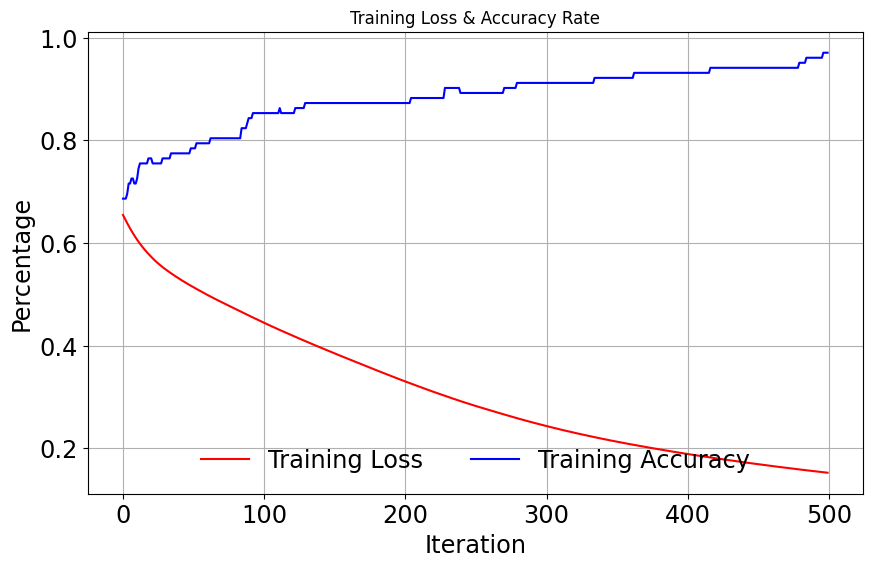 Training Loss & Accuracy Rate
1.0
0.8
0.6
0.4
0.2
Percentage
Training Loss Training Accuracy
0 100 200 300 400 500
Iteration